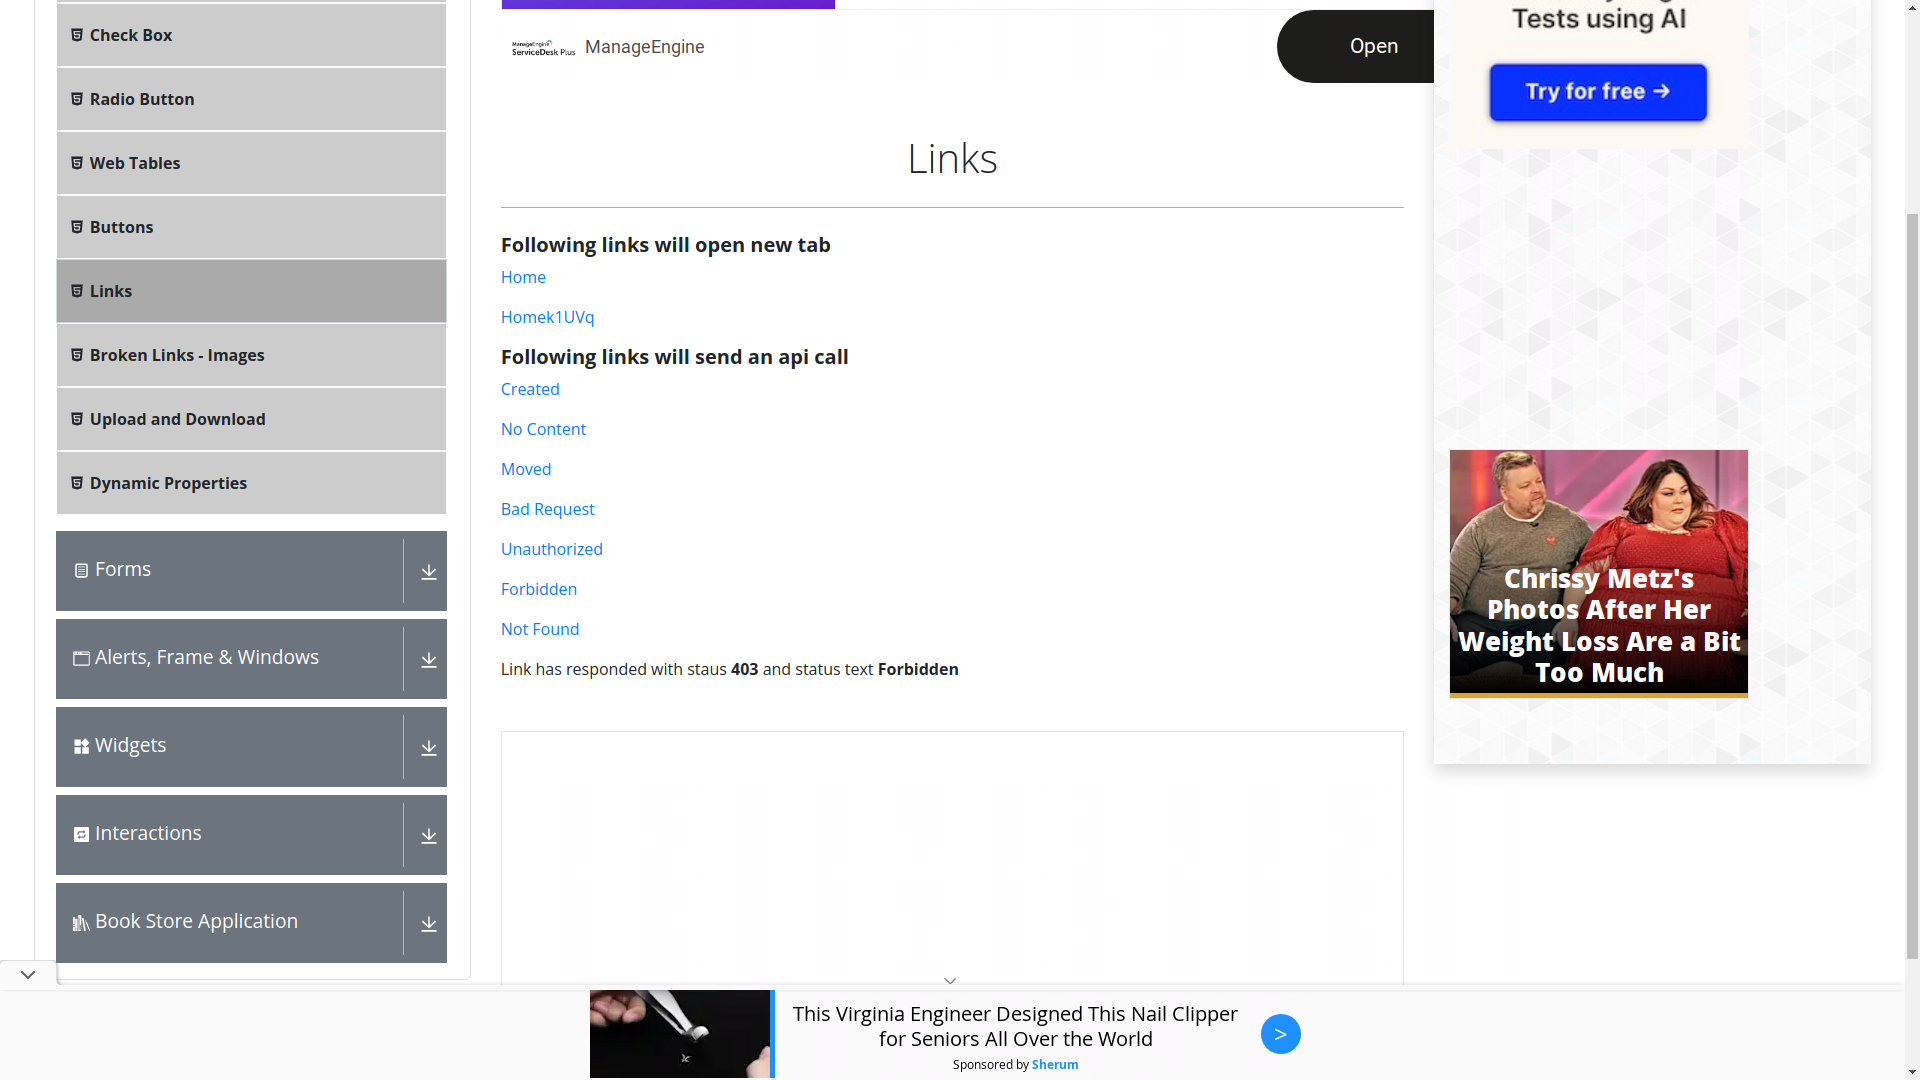 Check Box
Radio Button
Web Tables
Buttons
Links
Broken Links - Images
Upload and Download
Dynamic Properties
Forms
Alerts, Frame & Windows
Widgets
Interactions
Book Store Application
ManageEngine
ServiceDesk Plus
ManageEngine
Open
Links
Following links will open new tab
Home
Homek1UVq
Following links will send an api call
Created
No Content
Moved
Bad Request
Unauthorized
Forbidden
Not Found
Link has responded with staus 403 and status text Forbidden
Tests using AI
Try for free →
Chrissy Metz's
Photos After Her
Weight Loss Are a Bit
Too Much
This Virginia Engineer Designed This Nail Clipper
for Seniors All Over the World
Sponsored by Sherum
>